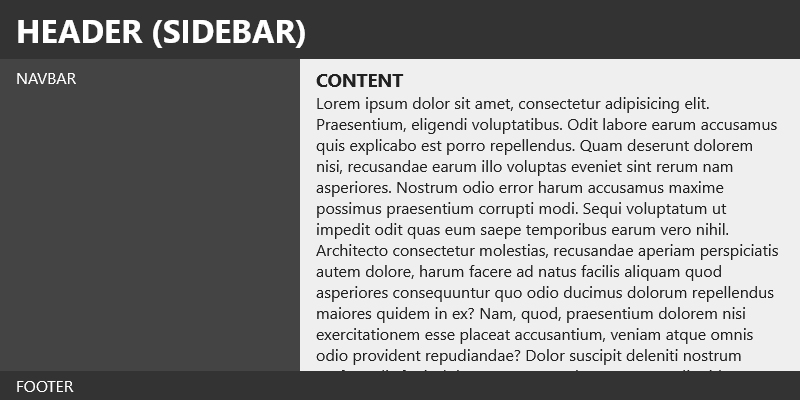 HEADER (SIDEBAR)
NAVBAR
CONTENT
Lorem ipsum dolor sit amet, consectetur adipisicing elit.
Praesentium, eligendi voluptatibus. Odit labore earum accusamus
quis explicabo est porro repellendus. Quam deserunt dolorem
nisi, recusandae earum illo voluptas eveniet sint rerum nam
asperiores. Nostrum odio error harum accusamus maxime
possimus praesentium corrupti modi. Sequi voluptatum ut
impedit odit quas eum saepe temporibus earum vero nihil.
Architecto consectetur molestias, recusandae aperiam perspiciatis
autem dolore, harum facere ad natus facilis aliquam quod
asperiores consequuntur quo odio ducimus dolorum repellendus
maiores quidem in ex? Nam, quod, praesentium dolorem nisi
exercitationem esse placeat accusantium, veniam atque omnis
odio provident repudiandae? Dolor suscipit deleniti nostrum
FOOTER